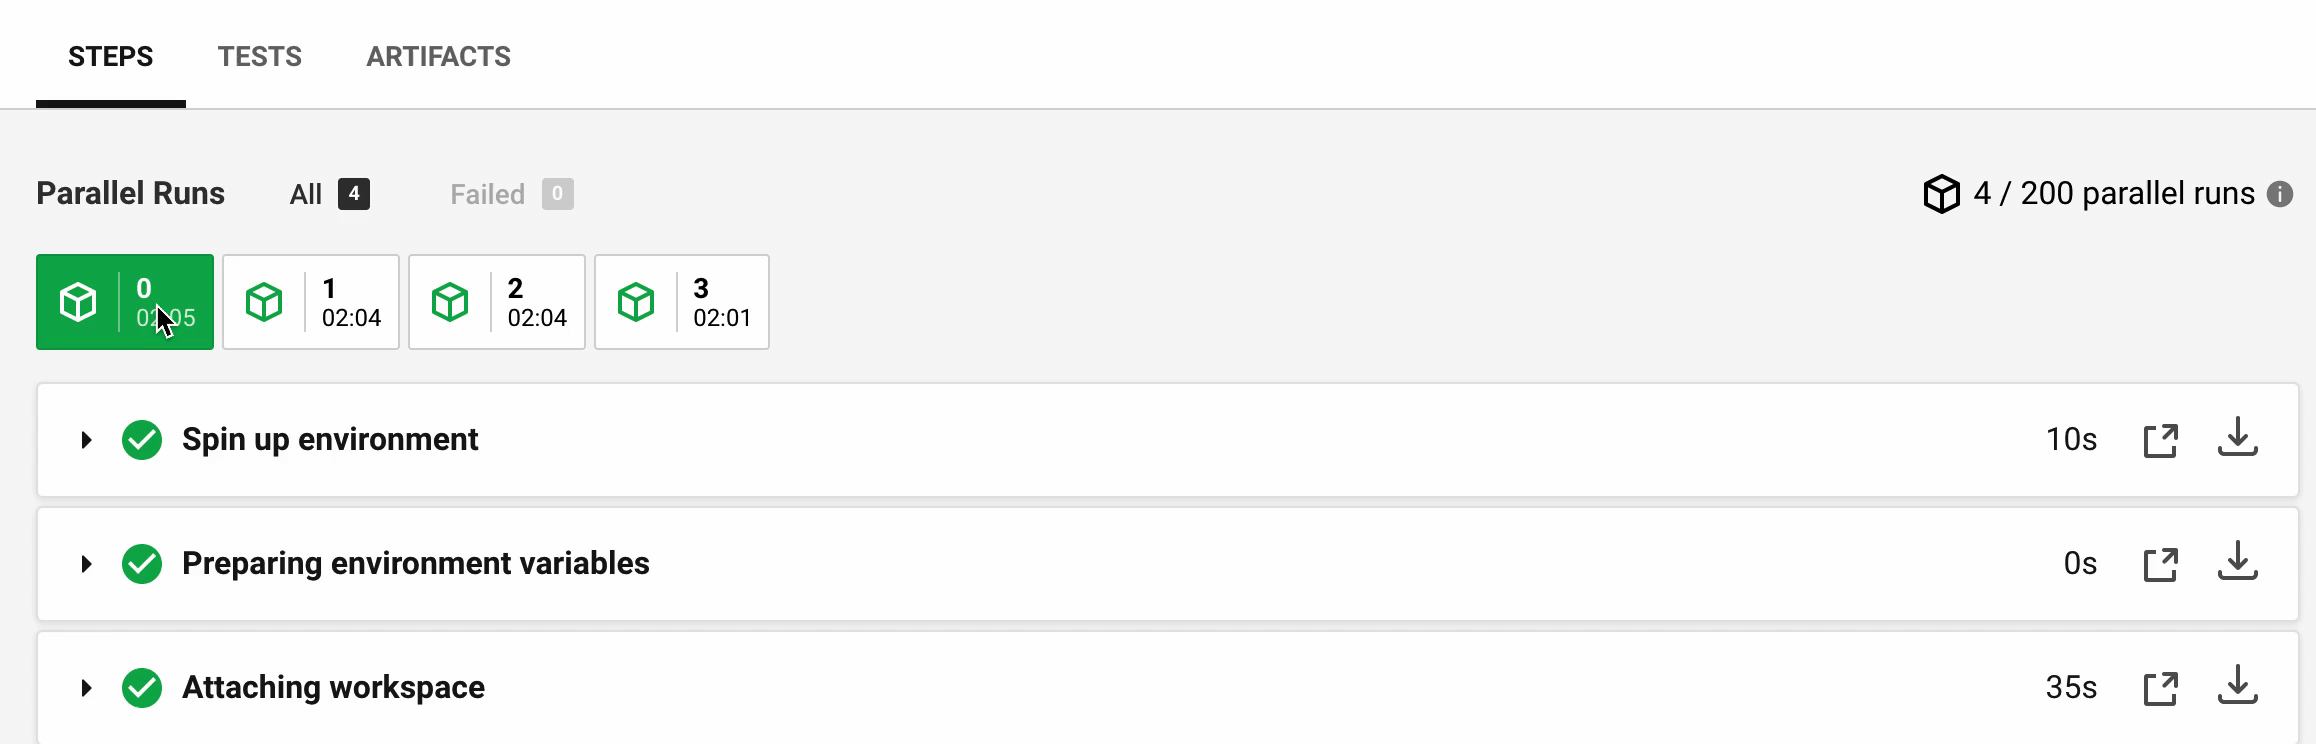 STEPS TESTS ARTIFACTS
Parallel Runs All 4 Failed 0 4 / 200 parallel runs
0 1 2 3
02:05 02:04 02:04 02:01
Spin up environment 10s
Preparing environment variables 0s
Attaching workspace 35s